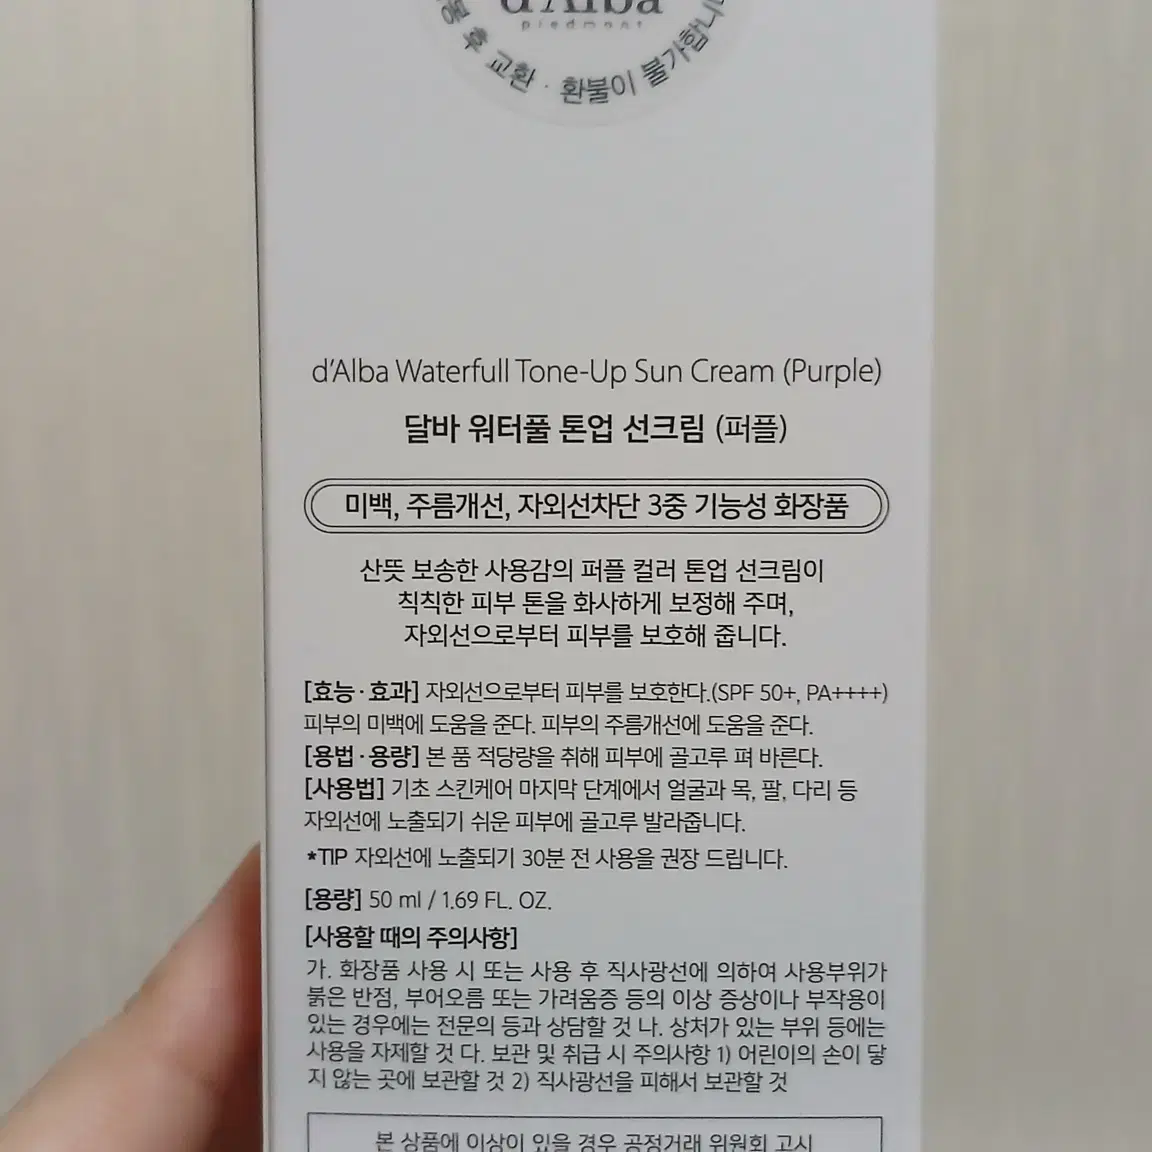 d'Alba
piedmont
후 교환 · 환불이 불가합니
d'Alba Waterfull Tone-Up Sun Cream (Purple)
달바 워터풀 톤업 선크림 (퍼플)
미백, 주름개선, 자외선차단 3중 기능성 화장품
산뜻 보송한 사용감의 퍼플 컬러 톤업 선크림이
칙칙한 피부 톤을 화사하게 보정해 주며,
자외선으로부터 피부를 보호해 줍니다.
[효능·효과] 자외선으로부터 피부를 보호한다.(SPF 50+, PA++++)
피부의 미백에 도움을 준다. 피부의 주름개선에 도움을 준다.
[용법·용량] 본 품 적당량을 취해 피부에 골고루 펴 바른다.
[사용법] 기초 스킨케어 마지막 단계에서 얼굴과 목, 팔, 다리 등
자외선에 노출되기 쉬운 피부에 골고루 발라줍니다.
*TIP 자외선에 노출되기 30분 전 사용을 권장 드립니다.
[용량] 50 ml / 1.69 FL. OZ.
[사용할 때의 주의사항]
가. 화장품 사용 시 또는 사용 후 직사광선에 의하여 사용부위가
붉은 반점, 부어오름 또는 가려움증 등의 이상 증상이나 부작용이
있는 경우에는 전문의 등과 상담할 것 나. 상처가 있는 부위 등에는
사용을 자제할 것 다. 보관 및 취급 시 주의사항 1) 어린이의 손이 닿
지 않는 곳에 보관할 것 2) 직사광선을 피해서 보관할 것
본 상품에 이상이 있을 경우 공정거래 위원회 고시